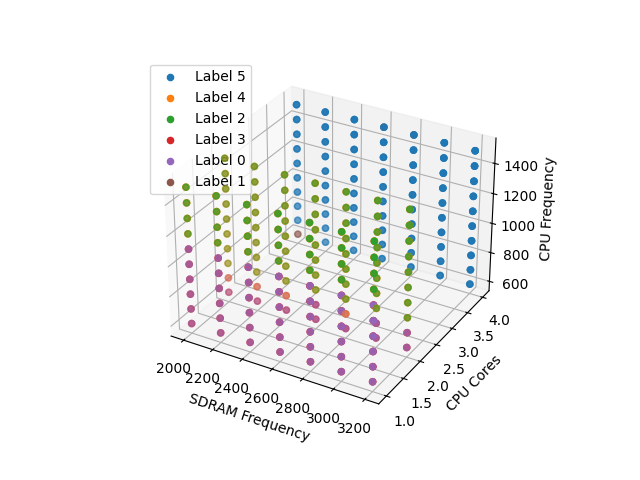 Label 5
Label 4
Label 2
Label 3
Label 0
Label 1
1400
1200
1000
800
600
CPU Frequency
4.0
3.5
3.0
2.5
2.0
1.5
1.0
CPU Cores
2000
2200
2400
2600
2800
3000
3200
SDRAM Frequency